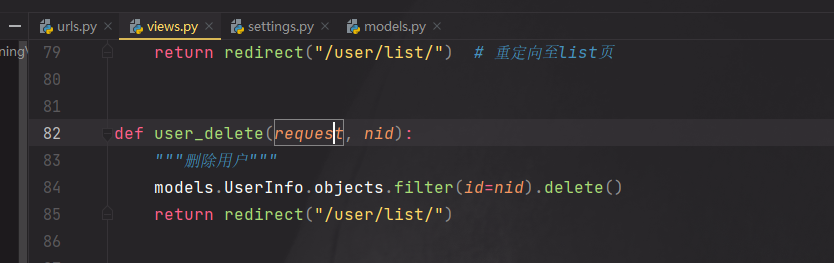 urls.py × views.py × settings.py × models.py ×
ning\
79 return redirect("/user/list/") # 重定向至list页
80
81
82 def user_delete(request, nid):
83 """删除用户"""
84 models.UserInfo.objects.filter(id=nid).delete()
85 return redirect("/user/list/")
86